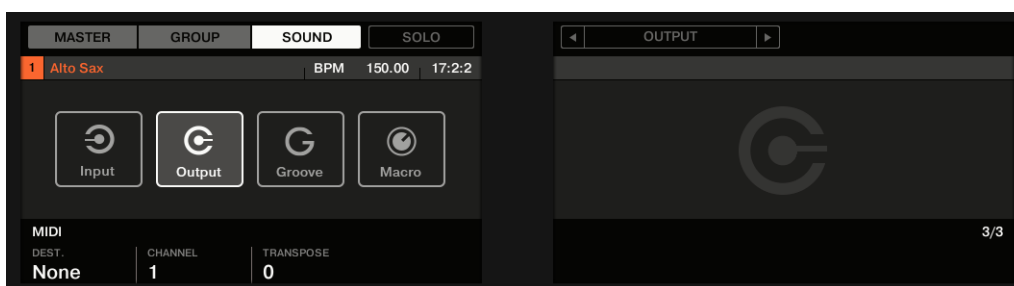 MASTER GROUP SOUND SOLO
◄ OUTPUT ►
1 Alto Sax BPM 150.00 17:2:2
Input Output Groove Macro
MIDI 3/3
DEST. CHANNEL TRANSPOSE
None 1 0